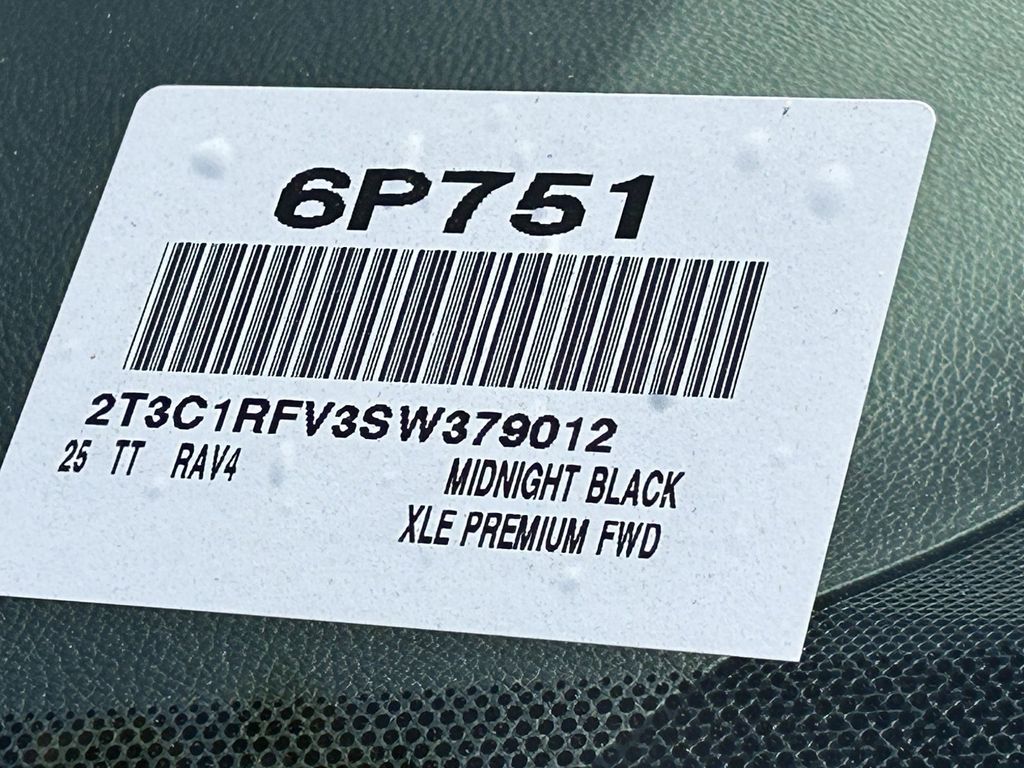 6P751
2T3C1RFV3SW379012
25 TT RAV4 MIDNIGHT BLACK
XLE PREMIUM FWD